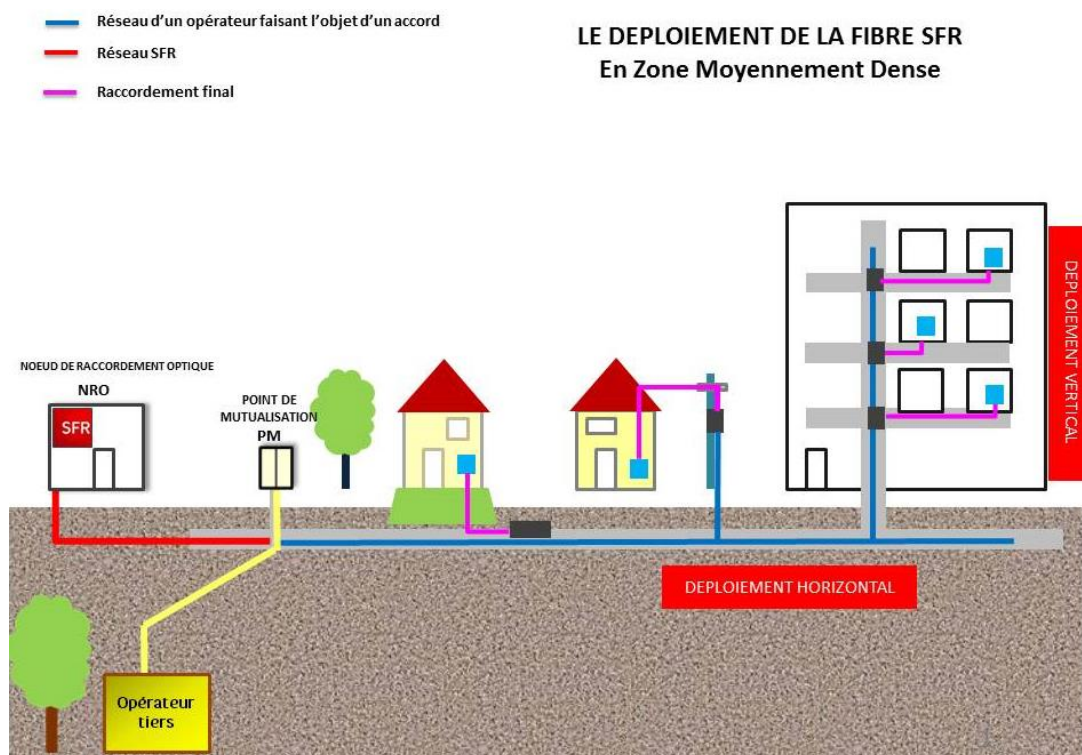 Réseau d'un opérateur faisant l'objet d'un accord
Réseau SFR
Raccordement final
LE DEPLOIEMENT DE LA FIBRE SFR
En Zone Moyennement Dense
NOEUD DE RACCORDEMENT OPTIQUE
NRO
SFR
POINT DE
MUTUALISATION
PM
DEPLOIEMENT VERTICAL
DEPLOIEMENT HORIZONTAL
Opérateur
tiers